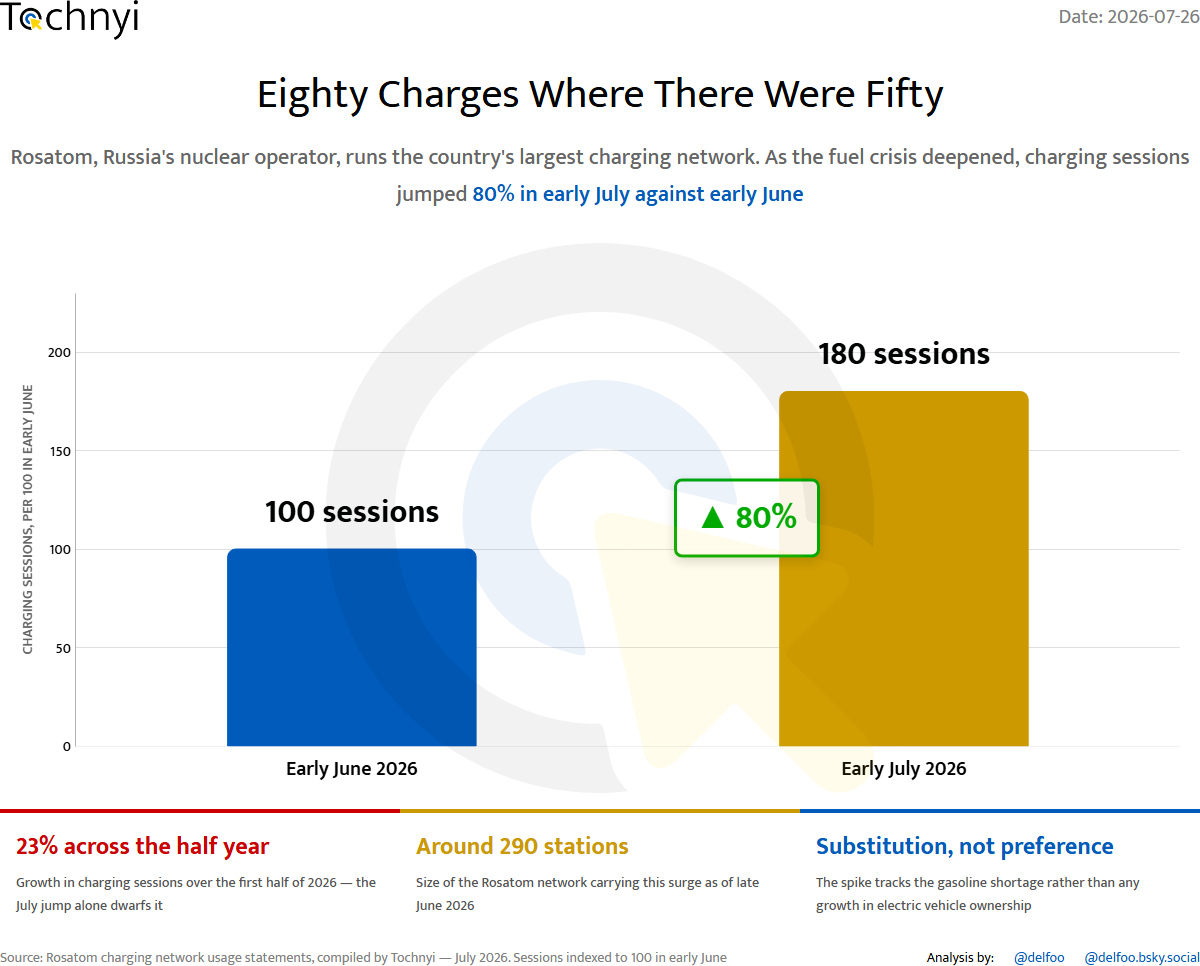 Tochnyi
Date: 2026-07-26
Eighty Charges Where There Were Fifty
Rosatom, Russia's nuclear operator, runs the country's largest charging network. As the fuel crisis deepened, charging sessions
jumped 80% in early July against early June
CHARGING SESSIONS, PER 100 IN EARLY JUNE
200
150
100
50
0
100 sessions
180 sessions
▲ 80%
Early June 2026
Early July 2026
23% across the half year
Growth in charging sessions over the first half of 2026 — the
July jump alone dwarfs it
Around 290 stations
Size of the Rosatom network carrying this surge as of late
June 2026
Substitution, not preference
The spike tracks the gasoline shortage rather than any
growth in electric vehicle ownership
Source: Rosatom charging network usage statements, compiled by Tochnyi — July 2026. Sessions indexed to 100 in early June
Analysis by: @delfoo @delfoo.bsky.social